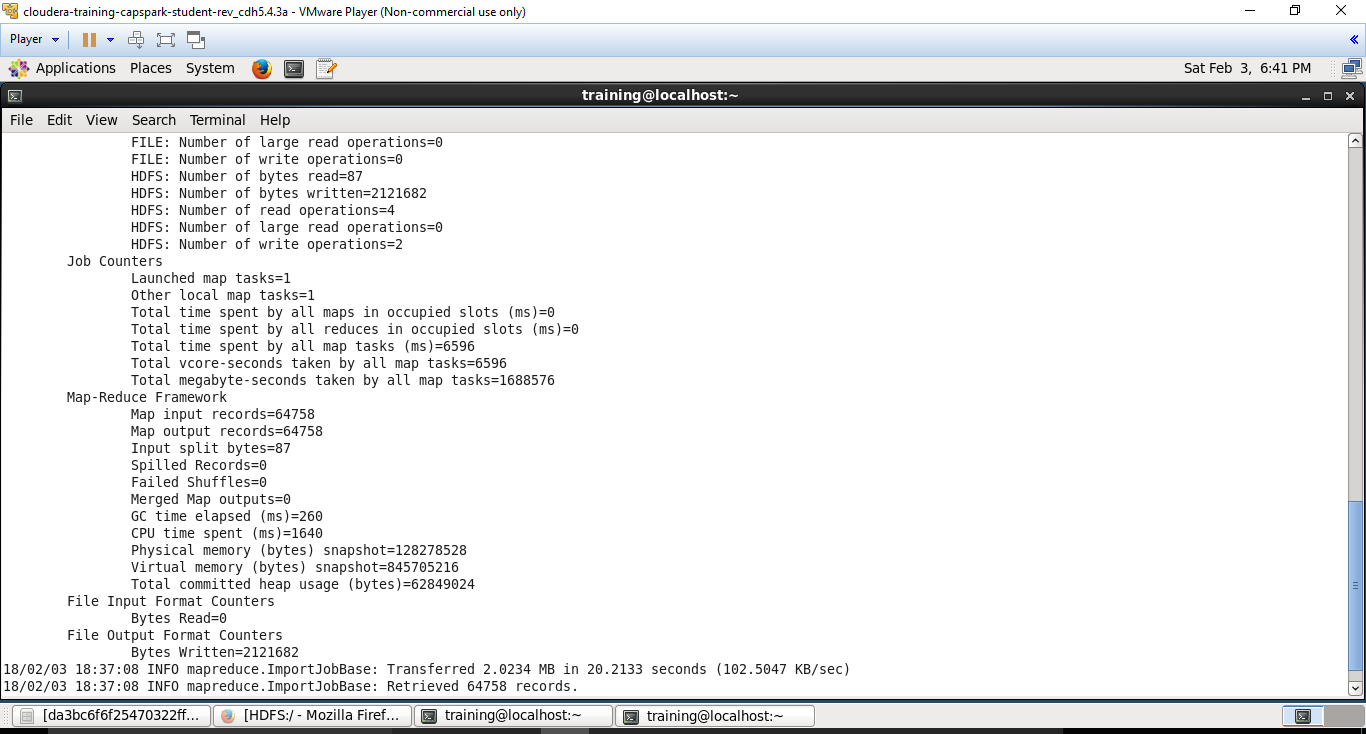 cloudera-training-capspark-student-rev_cdh5.4.3a - VMware Player (Non-commercial use only)
Player
Applications Places System Sat Feb 3, 6:41 PM
training@localhost:~
File Edit View Search Terminal Help
FILE: Number of large read operations=0
FILE: Number of write operations=0
HDFS: Number of bytes read=87
HDFS: Number of bytes written=2121682
HDFS: Number of read operations=4
HDFS: Number of large read operations=0
HDFS: Number of write operations=2
Job Counters
Launched map tasks=1
Other local map tasks=1
Total time spent by all maps in occupied slots (ms)=0
Total time spent by all reduces in occupied slots (ms)=0
Total time spent by all map tasks (ms)=6596
Total vcore-seconds taken by all map tasks=6596
Total megabyte-seconds taken by all map tasks=1688576
Map-Reduce Framework
Map input records=64758
Map output records=64758
Input split bytes=87
Spilled Records=0
Failed Shuffles=0
Merged Map outputs=0
GC time elapsed (ms)=260
CPU time spent (ms)=1640
Physical memory (bytes) snapshot=128278528
Virtual memory (bytes) snapshot=845705216
Total committed heap usage (bytes)=62849024
File Input Format Counters
Bytes Read=0
File Output Format Counters
Bytes Written=2121682
18/02/03 18:37:08 INFO mapreduce.ImportJobBase: Transferred 2.0234 MB in 20.2133 seconds (102.5047 KB/sec)
18/02/03 18:37:08 INFO mapreduce.ImportJobBase: Retrieved 64758 records.
[da3bc6f6f25470322ff... [HDFS:/ - Mozilla Firef... training@localhost:~ training@localhost:~